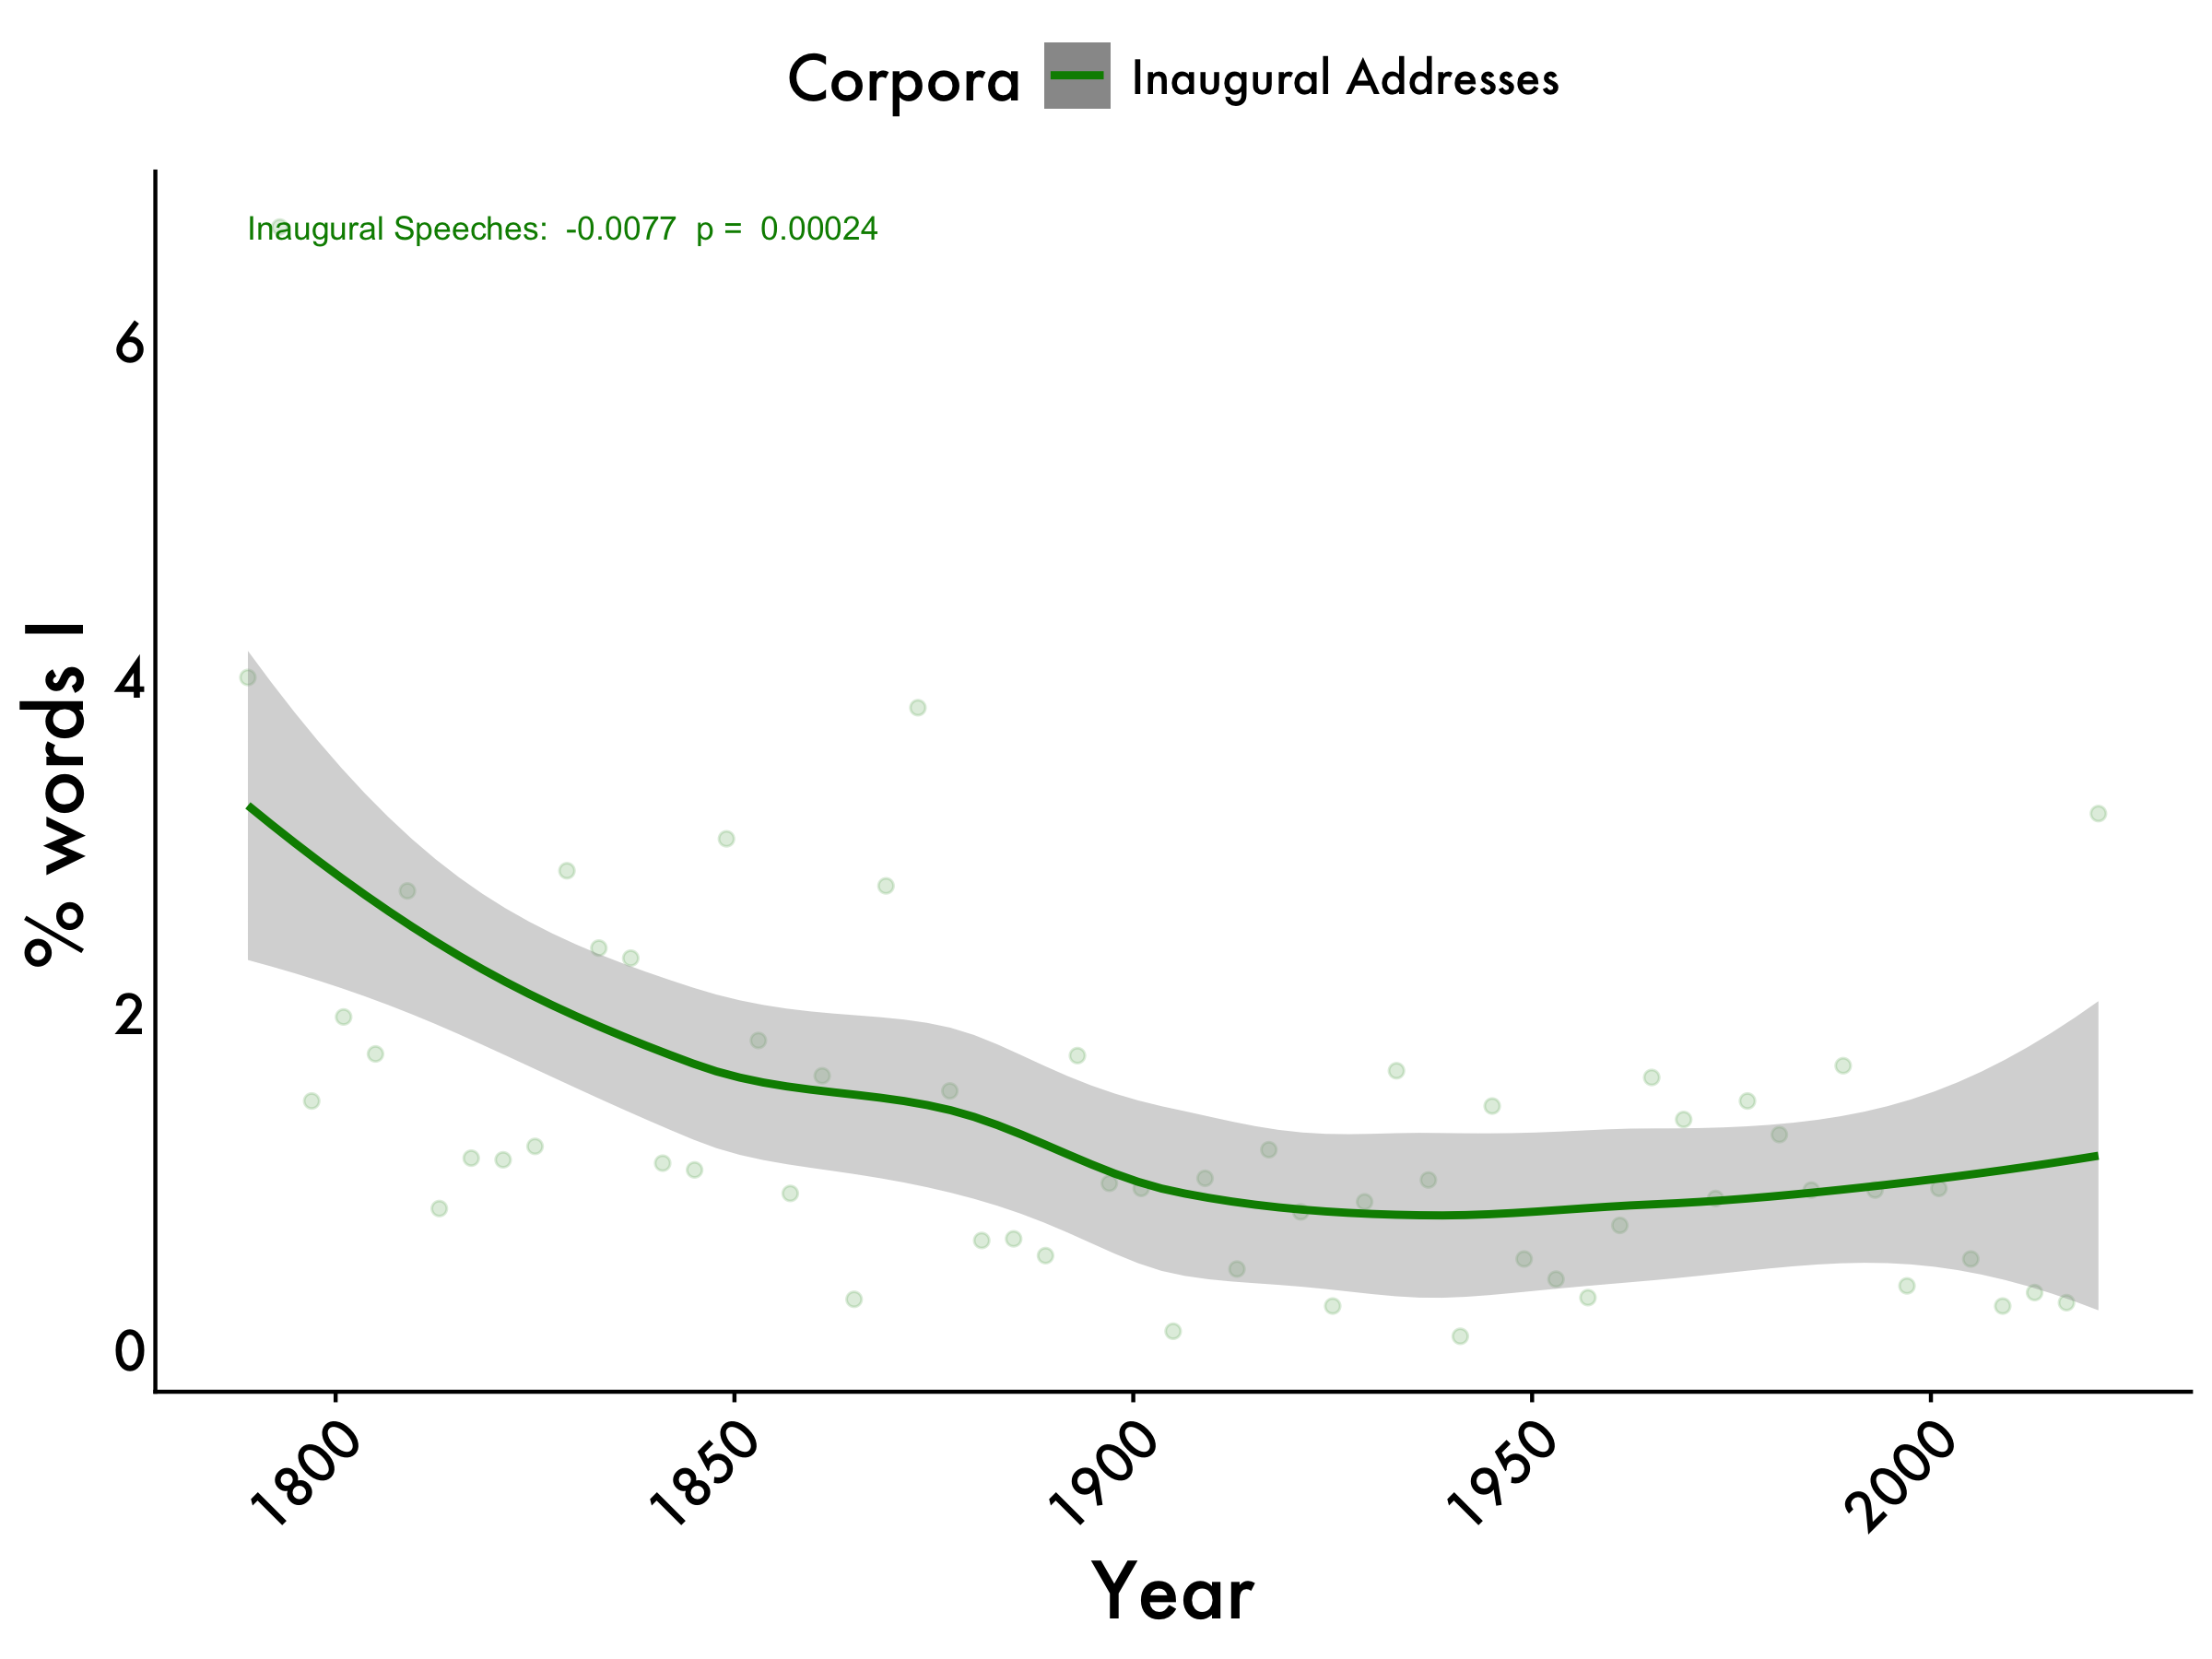 Corpora Inaugural Addresses
Inaugural Speeches: -0.0077 p = 0.00024
% words I
6
4
2
0
1800
1850
1900
1950
2000
Year